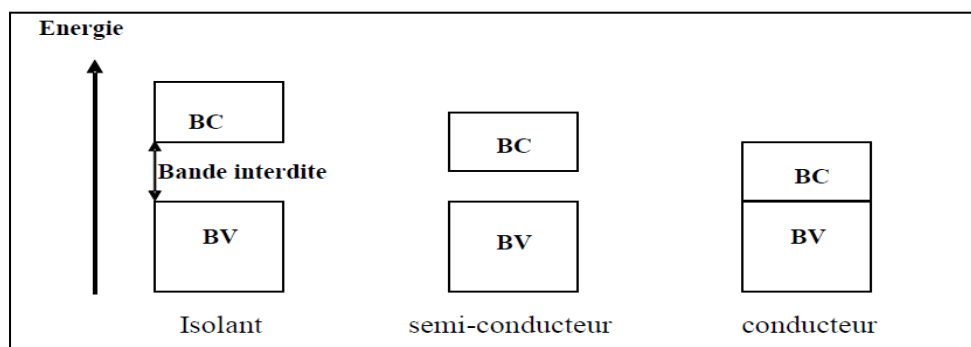 Energie
BC
Bande interdite
BV
Isolant
BC
BV
semi-conducteur
BC
BV
conducteur